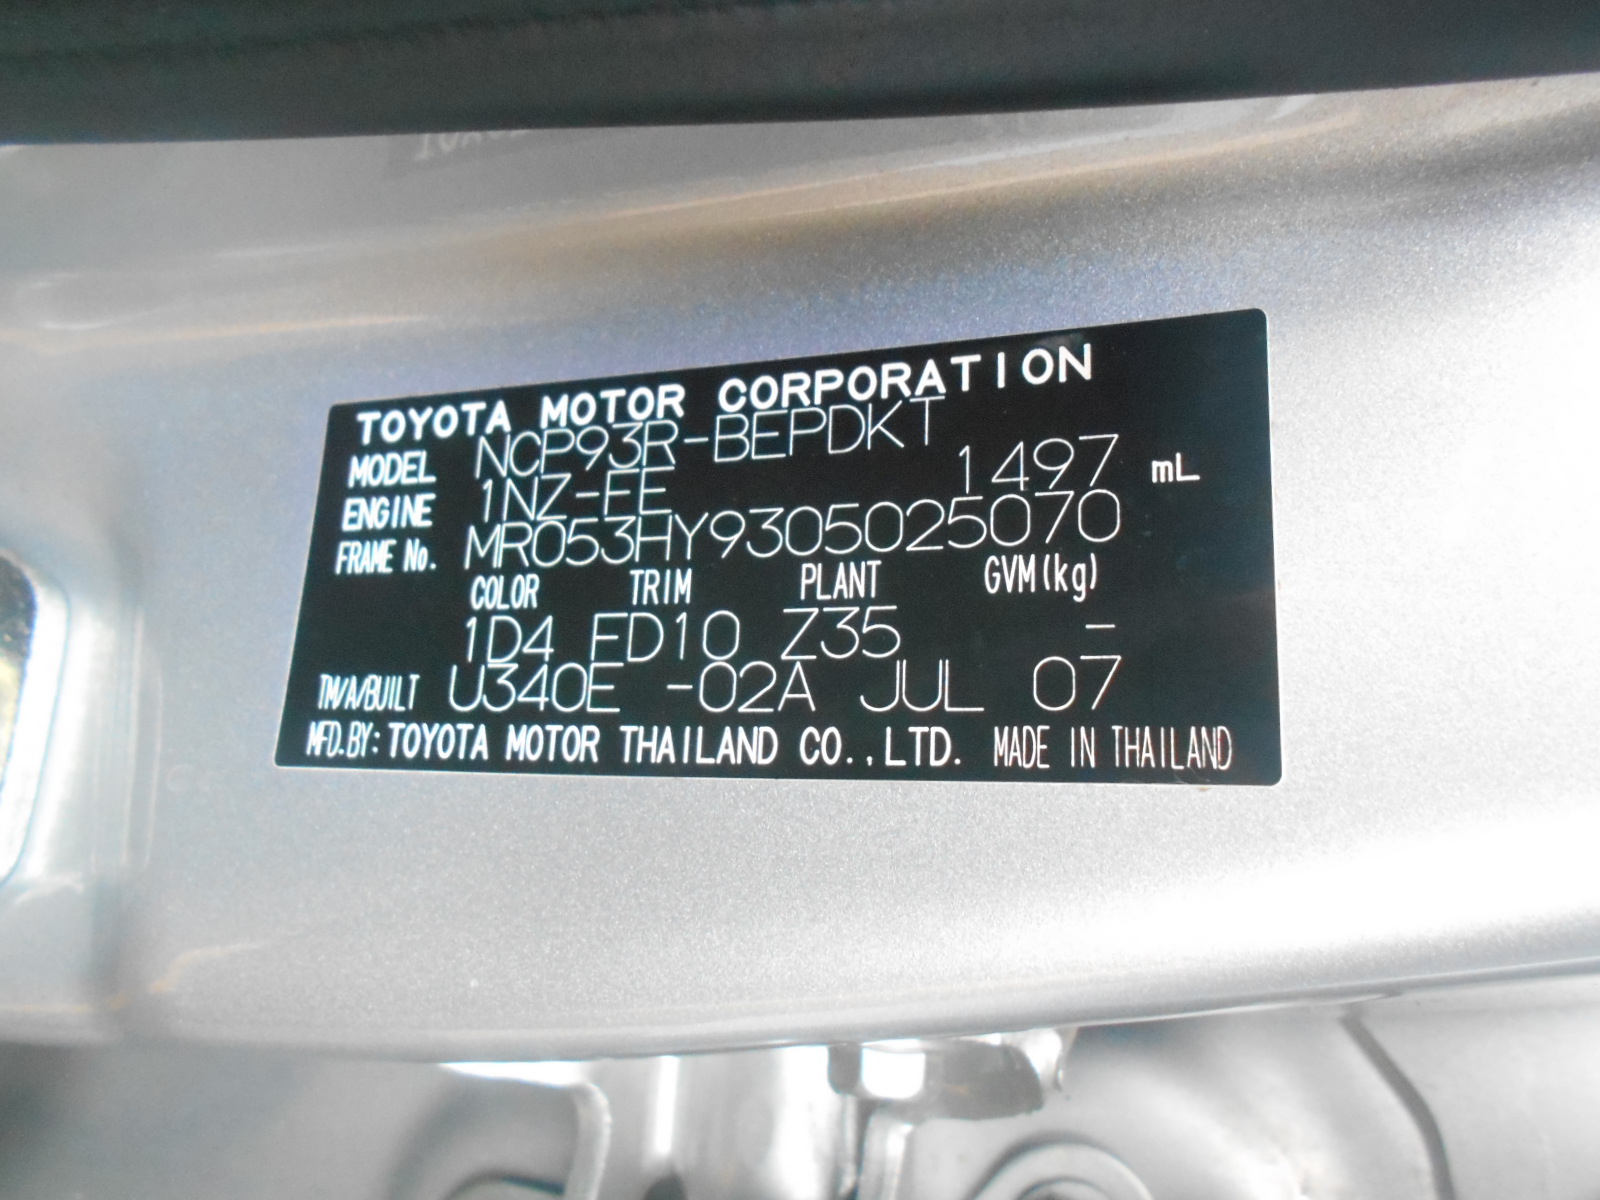 TOYOTA MOTOR CORPORATION
MODEL NCP93R-BEPDKT
ENGINE 1NZ-FE 1497 mL
FRAME No. MR053HY9305025070
COLOR TRIM PLANT GVM(kg)
1D4 FD10 Z35 -
TM/A/BUILT U340E -02A JUL 07
MFD.BY: TOYOTA MOTOR THAILAND CO.,LTD. MADE IN THAILAND